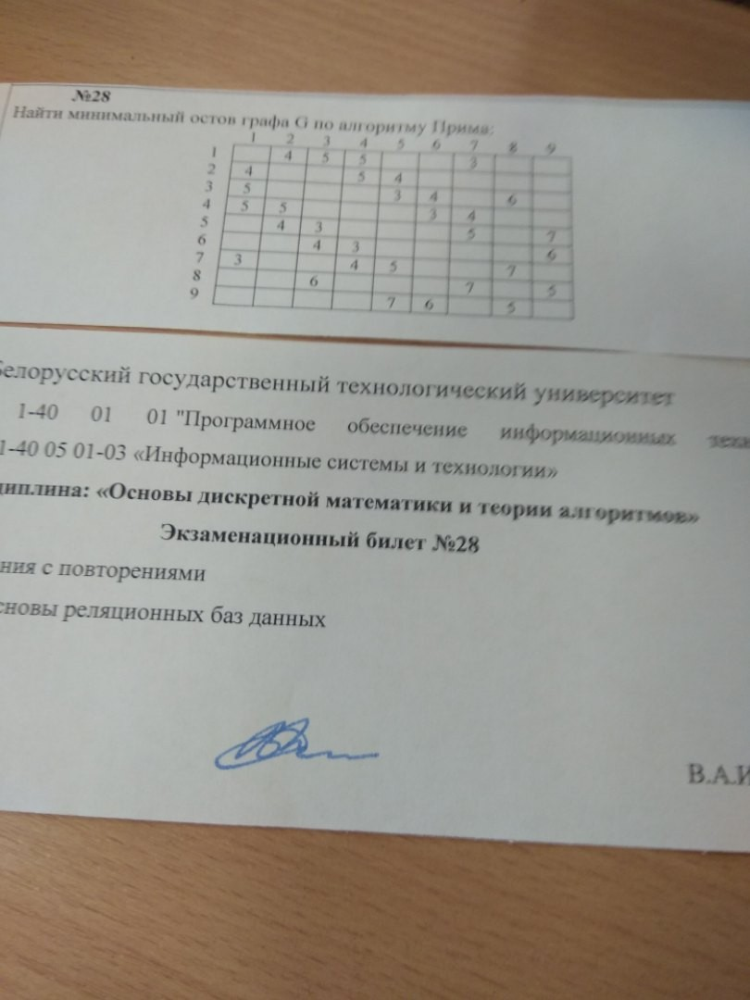 №28
Найти минимальный остов графа G по алгоритму Прима:
1 2 3 4 5 6 7 8 9
1 4 5 5 3
2 4 5 4
3 5 3 4 6
4 5 5 3 4
5 4 3 5 7
6 4 3 6
7 3 4 5 7
8 6 7 5
9 7 6 5
Белорусский государственный технологический университет
1-40 01 01 "Программное обеспечение информационных техн
1-40 05 01-03 «Информационные системы и технологии»
циплина: «Основы дискретной математики и теории алгоритмов»
Экзаменационный билет №28
ния с повторениями
сновы реляционных баз данных
В.А.И